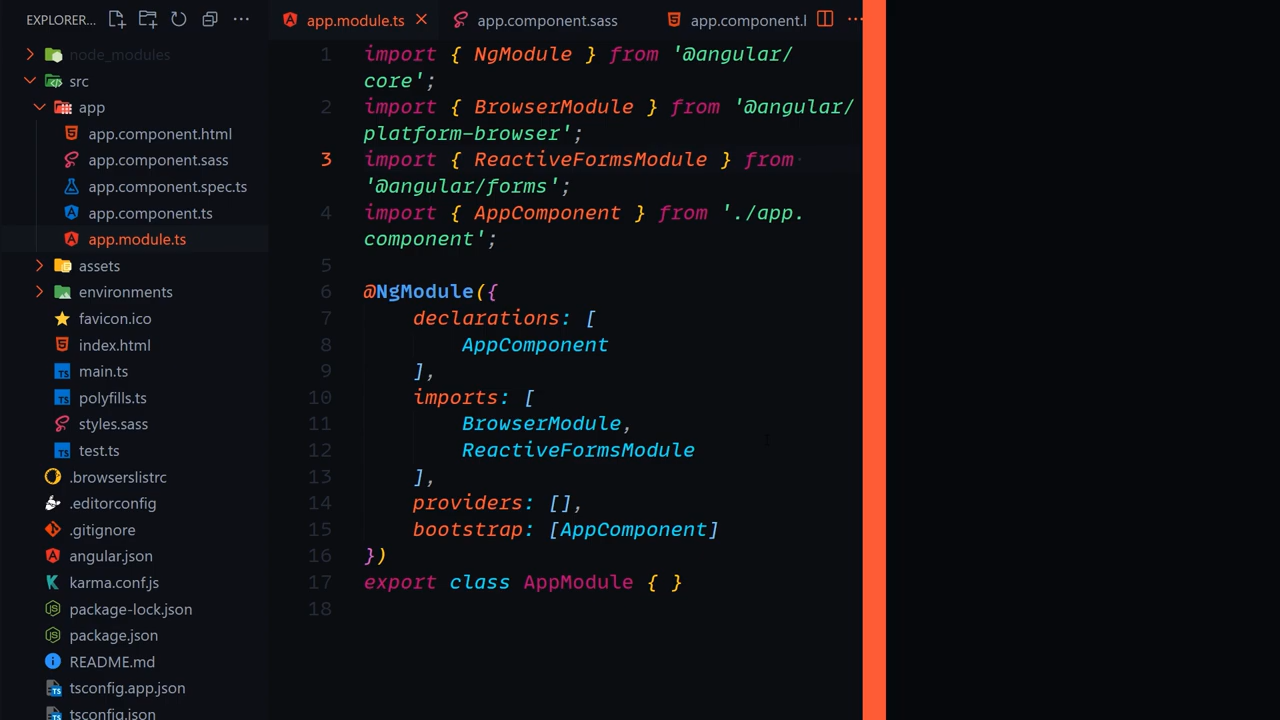 EXPLORER...
node_modules
src
app
app.component.html
app.component.sass
app.component.spec.ts
app.component.ts
app.module.ts
assets
environments
favicon.ico
index.html
main.ts
polyfills.ts
styles.sass
test.ts
.browserslistrc
.editorconfig
.gitignore
angular.json
karma.conf.js
package-lock.json
package.json
README.md
tsconfig.app.json
tsconfig.json
app.module.ts
app.component.sass
app.component.l
1 import { NgModule } from '@angular/
core';
2 import { BrowserModule } from '@angular/
platform-browser';
3 import { ReactiveFormsModule } from
'@angular/forms';
4 import { AppComponent } from './app.
component';
5
6 @NgModule({
7 declarations: [
8 AppComponent
9 ],
10 imports: [
11 BrowserModule,
12 ReactiveFormsModule
13 ],
14 providers: [],
15 bootstrap: [AppComponent]
16 })
17 export class AppModule { }
18